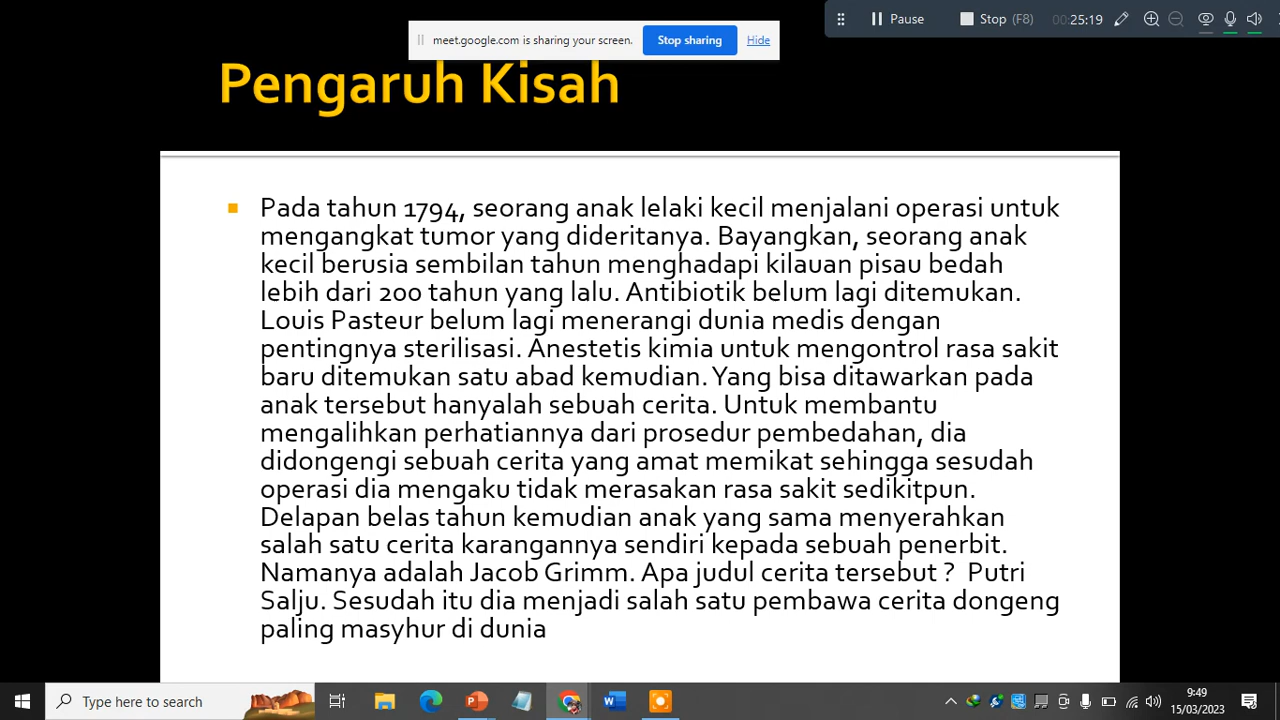 meet.google.com is sharing your screen. Stop sharing Hide
Pause Stop (F8) 00:25:19
Pengaruh Kisah
Pada tahun 1794, seorang anak lelaki kecil menjalani operasi untuk
mengangkat tumor yang dideritanya. Bayangkan, seorang anak
kecil berusia sembilan tahun menghadapi kilauan pisau bedah
lebih dari 200 tahun yang lalu. Antibiotik belum lagi ditemukan.
Louis Pasteur belum lagi menerangi dunia medis dengan
pentingnya sterilisasi. Anestetis kimia untuk mengontrol rasa sakit
baru ditemukan satu abad kemudian. Yang bisa ditawarkan pada
anak tersebut hanyalah sebuah cerita. Untuk membantu
mengalihkan perhatiannya dari prosedur pembedahan, dia
didongengi sebuah cerita yang amat memikat sehingga sesudah
operasi dia mengaku tidak merasakan rasa sakit sedikitpun.
Delapan belas tahun kemudian anak yang sama menyerahkan
salah satu cerita karangannya sendiri kepada sebuah penerbit.
Namanya adalah Jacob Grimm. Apa judul cerita tersebut ?  Putri
Salju. Sesudah itu dia menjadi salah satu pembawa cerita dongeng
paling masyhur di dunia
Type here to search
9:49
15/03/2023